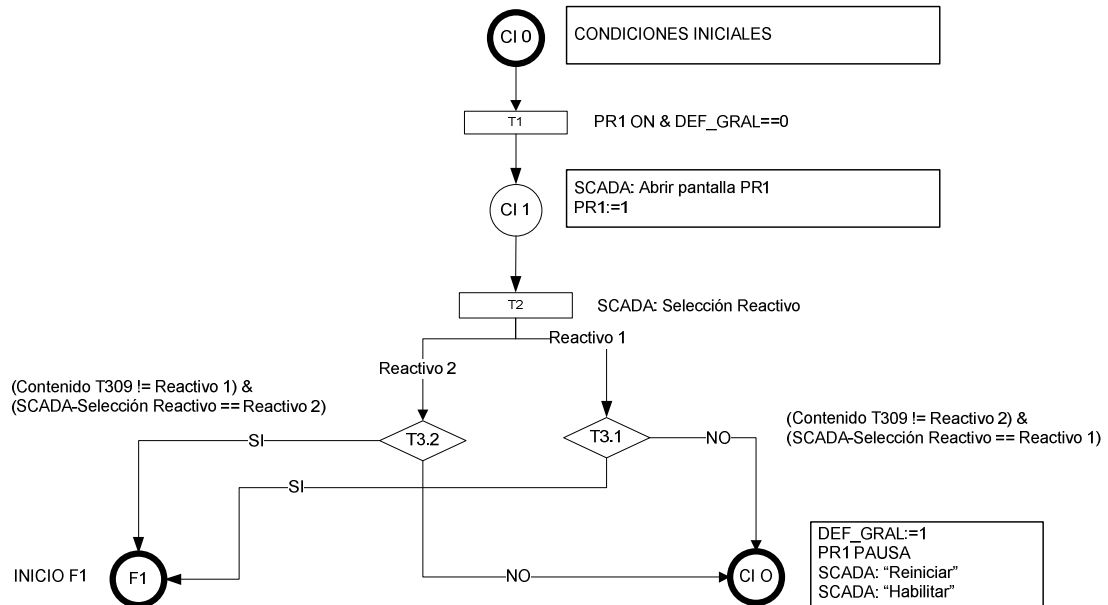 CI 0
CONDICIONES INICIALES
T1
PR1 ON & DEF_GRAL==0
CI 1
SCADA: Abrir pantalla PR1
PR1:=1
T2
SCADA: Selección Reactivo
Reactivo 1
Reactivo 2
(Contenido T309 != Reactivo 1) &
(SCADA-Selección Reactivo == Reactivo 2)
(Contenido T309 != Reactivo 2) &
(SCADA-Selección Reactivo == Reactivo 1)
SI
T3.2
T3.1
NO
SI
DEF_GRAL:=1
PR1 PAUSA
SCADA: “Reiniciar”
SCADA: “Habilitar”
INICIO F1
F1
NO
CI O